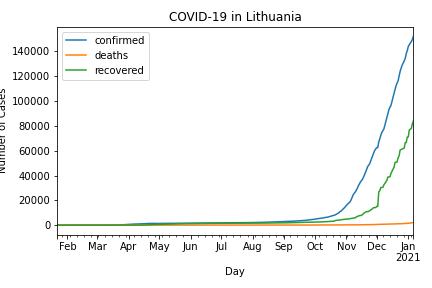 COVID-19 in Lithuania
confirmed
deaths
recovered
140000
120000
100000
80000
60000
40000
20000
0
Number of Cases
Feb Mar Apr May Jun Jul Aug Sep Oct Nov Dec Jan
2021
Day